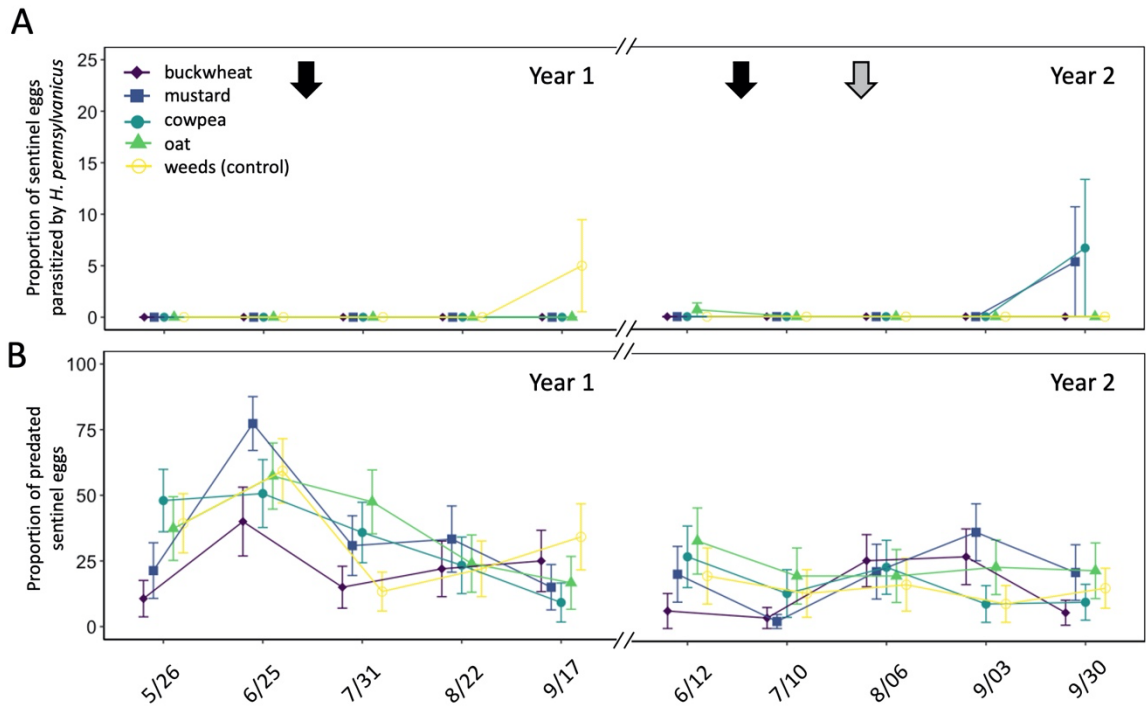 A
Proportion of sentinel eggs
parasitized by H. pennsylvanicus
25
20
15
10
5
0
buckwheat
mustard
cowpea
oat
weeds (control)
Year 1
Year 2
//
//
B
Proportion of predated
sentinel eggs
100
75
50
25
0
Year 1
Year 2
//
//
5/26
6/25
7/31
8/22
9/17
6/12
7/10
8/06
9/03
9/30